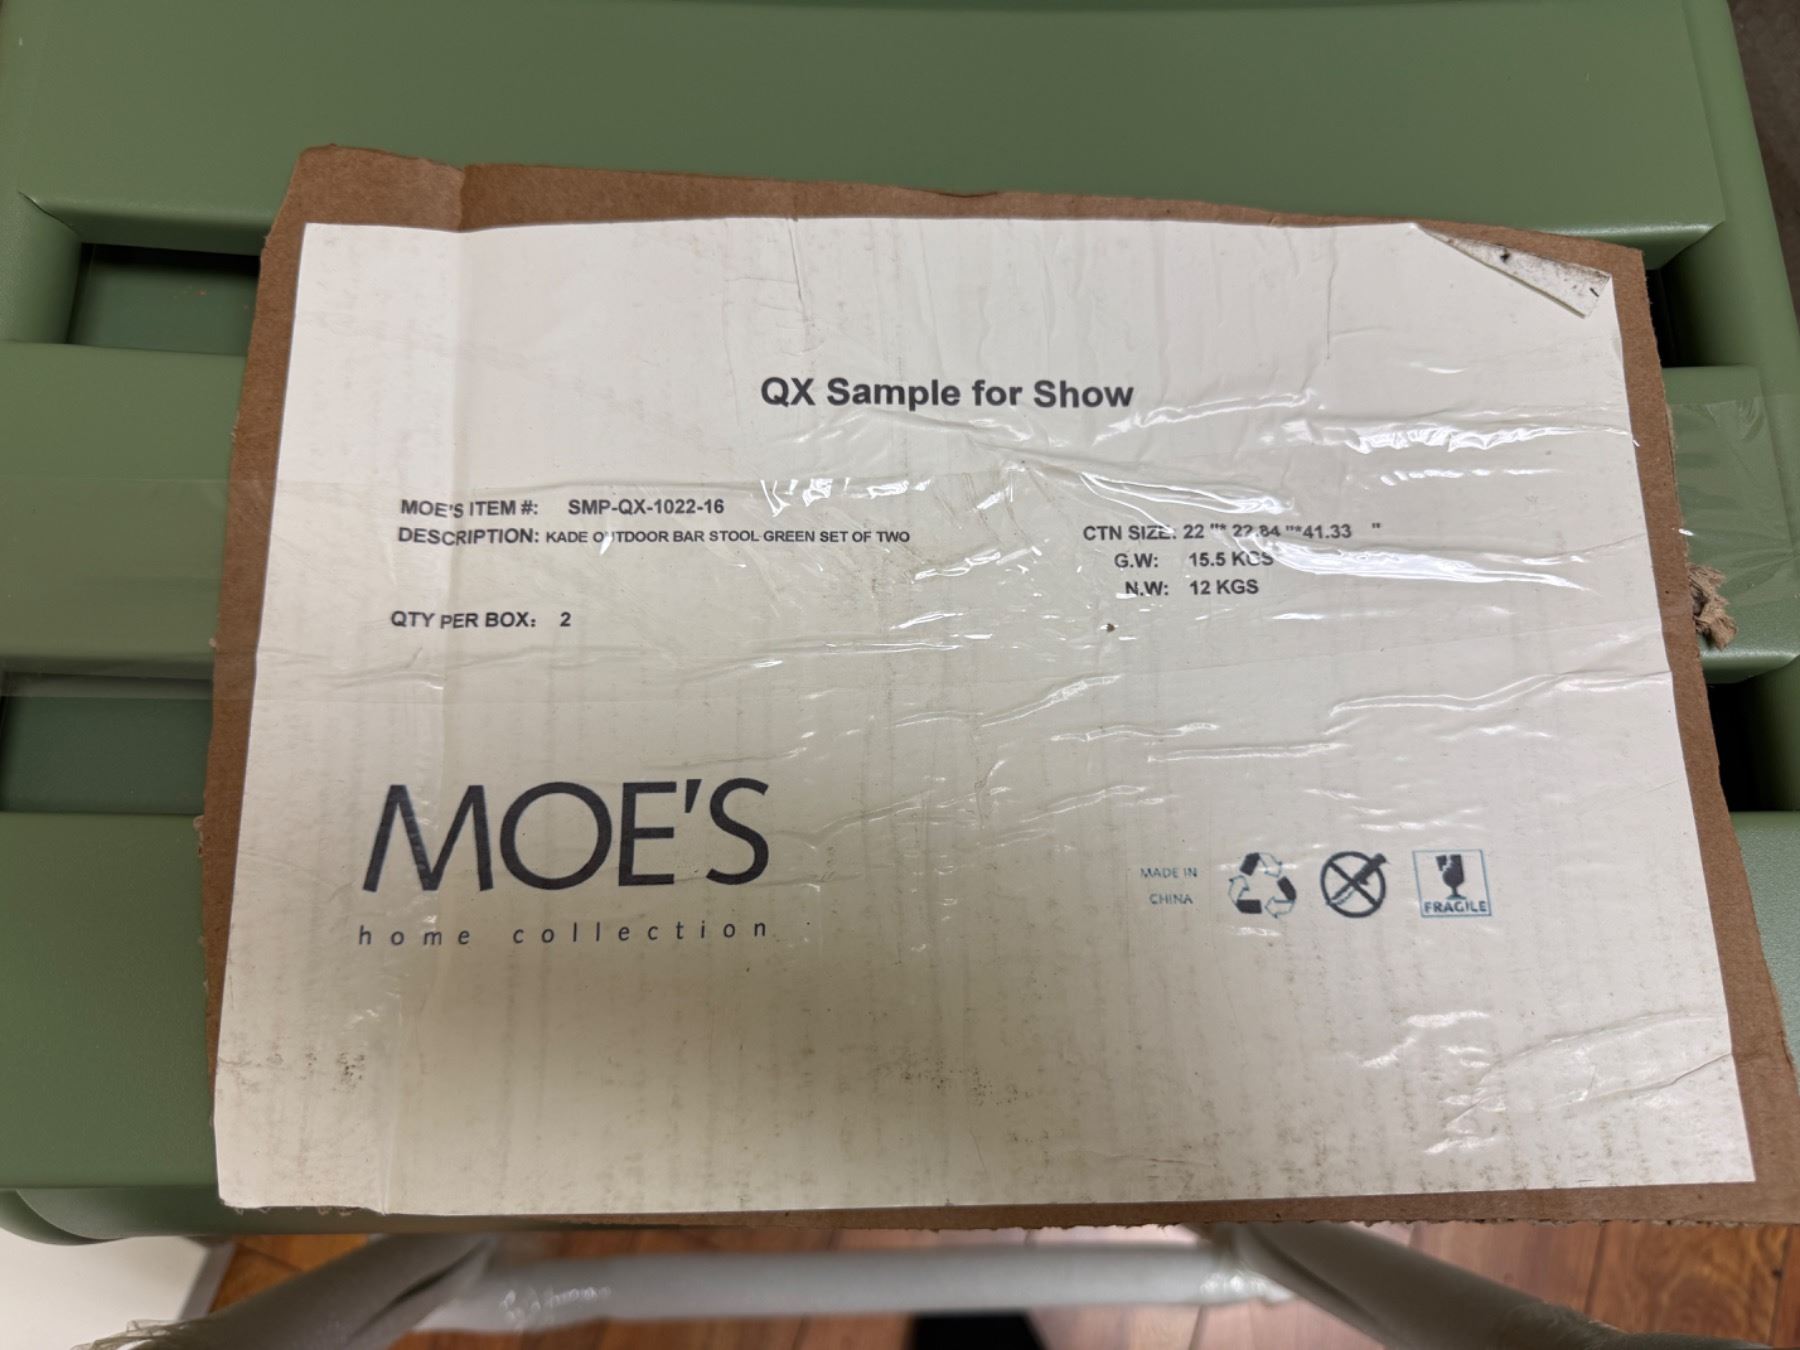 QX Sample for Show
MOE'S ITEM #: SMP-QX-1022-16
DESCRIPTION: KADE OUTDOOR BAR STOOL GREEN SET OF TWO
CTN SIZE: 22 "* 22.84 "*41.33 "
G.W: 15.5 KGS
N.W: 12 KGS
QTY PER BOX: 2
MOE'S
home collection
MADE IN
CHINA
FRAGILE